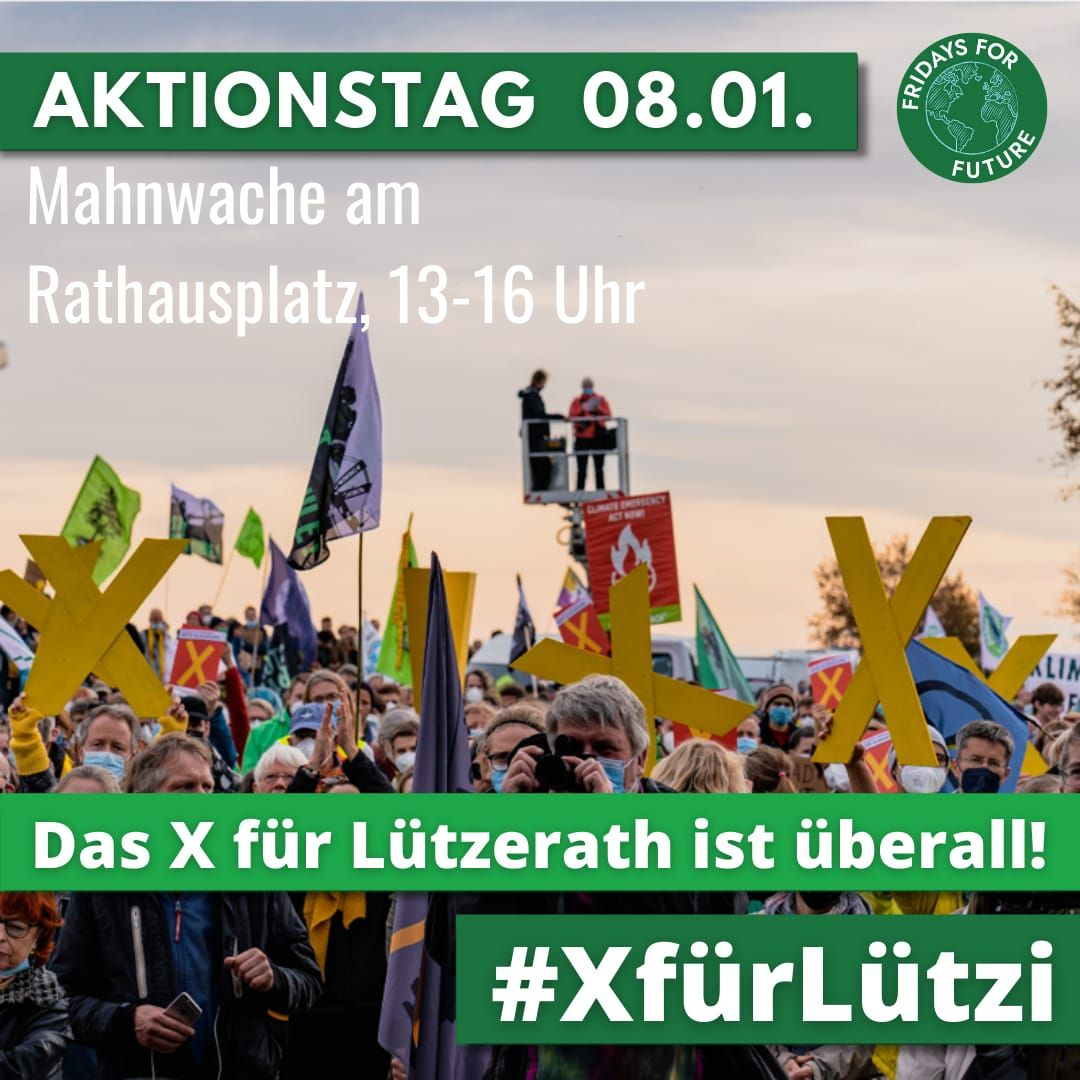 AKTIONSTAG 08.01.
FRIDAYS FOR
FUTURE
Mahnwache am
Rathausplatz, 13-16 Uhr
CLIMATE EMERGENCY
ACT NOW!
Das X für Lützerath ist überall!
#XfürLützi